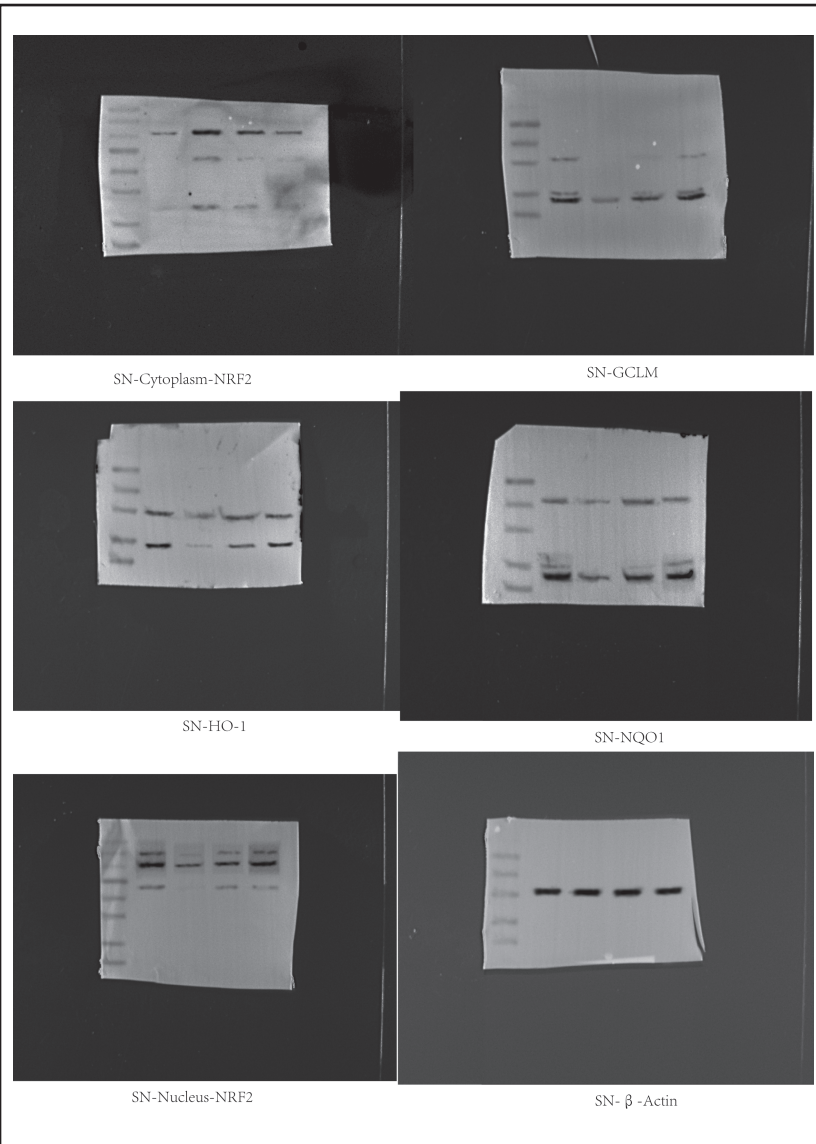 SN-Cytoplasm-NRF2
SN-GCLM
SN-HO-1
SN-NQO1
SN-Nucleus-NRF2
SN- β -Actin